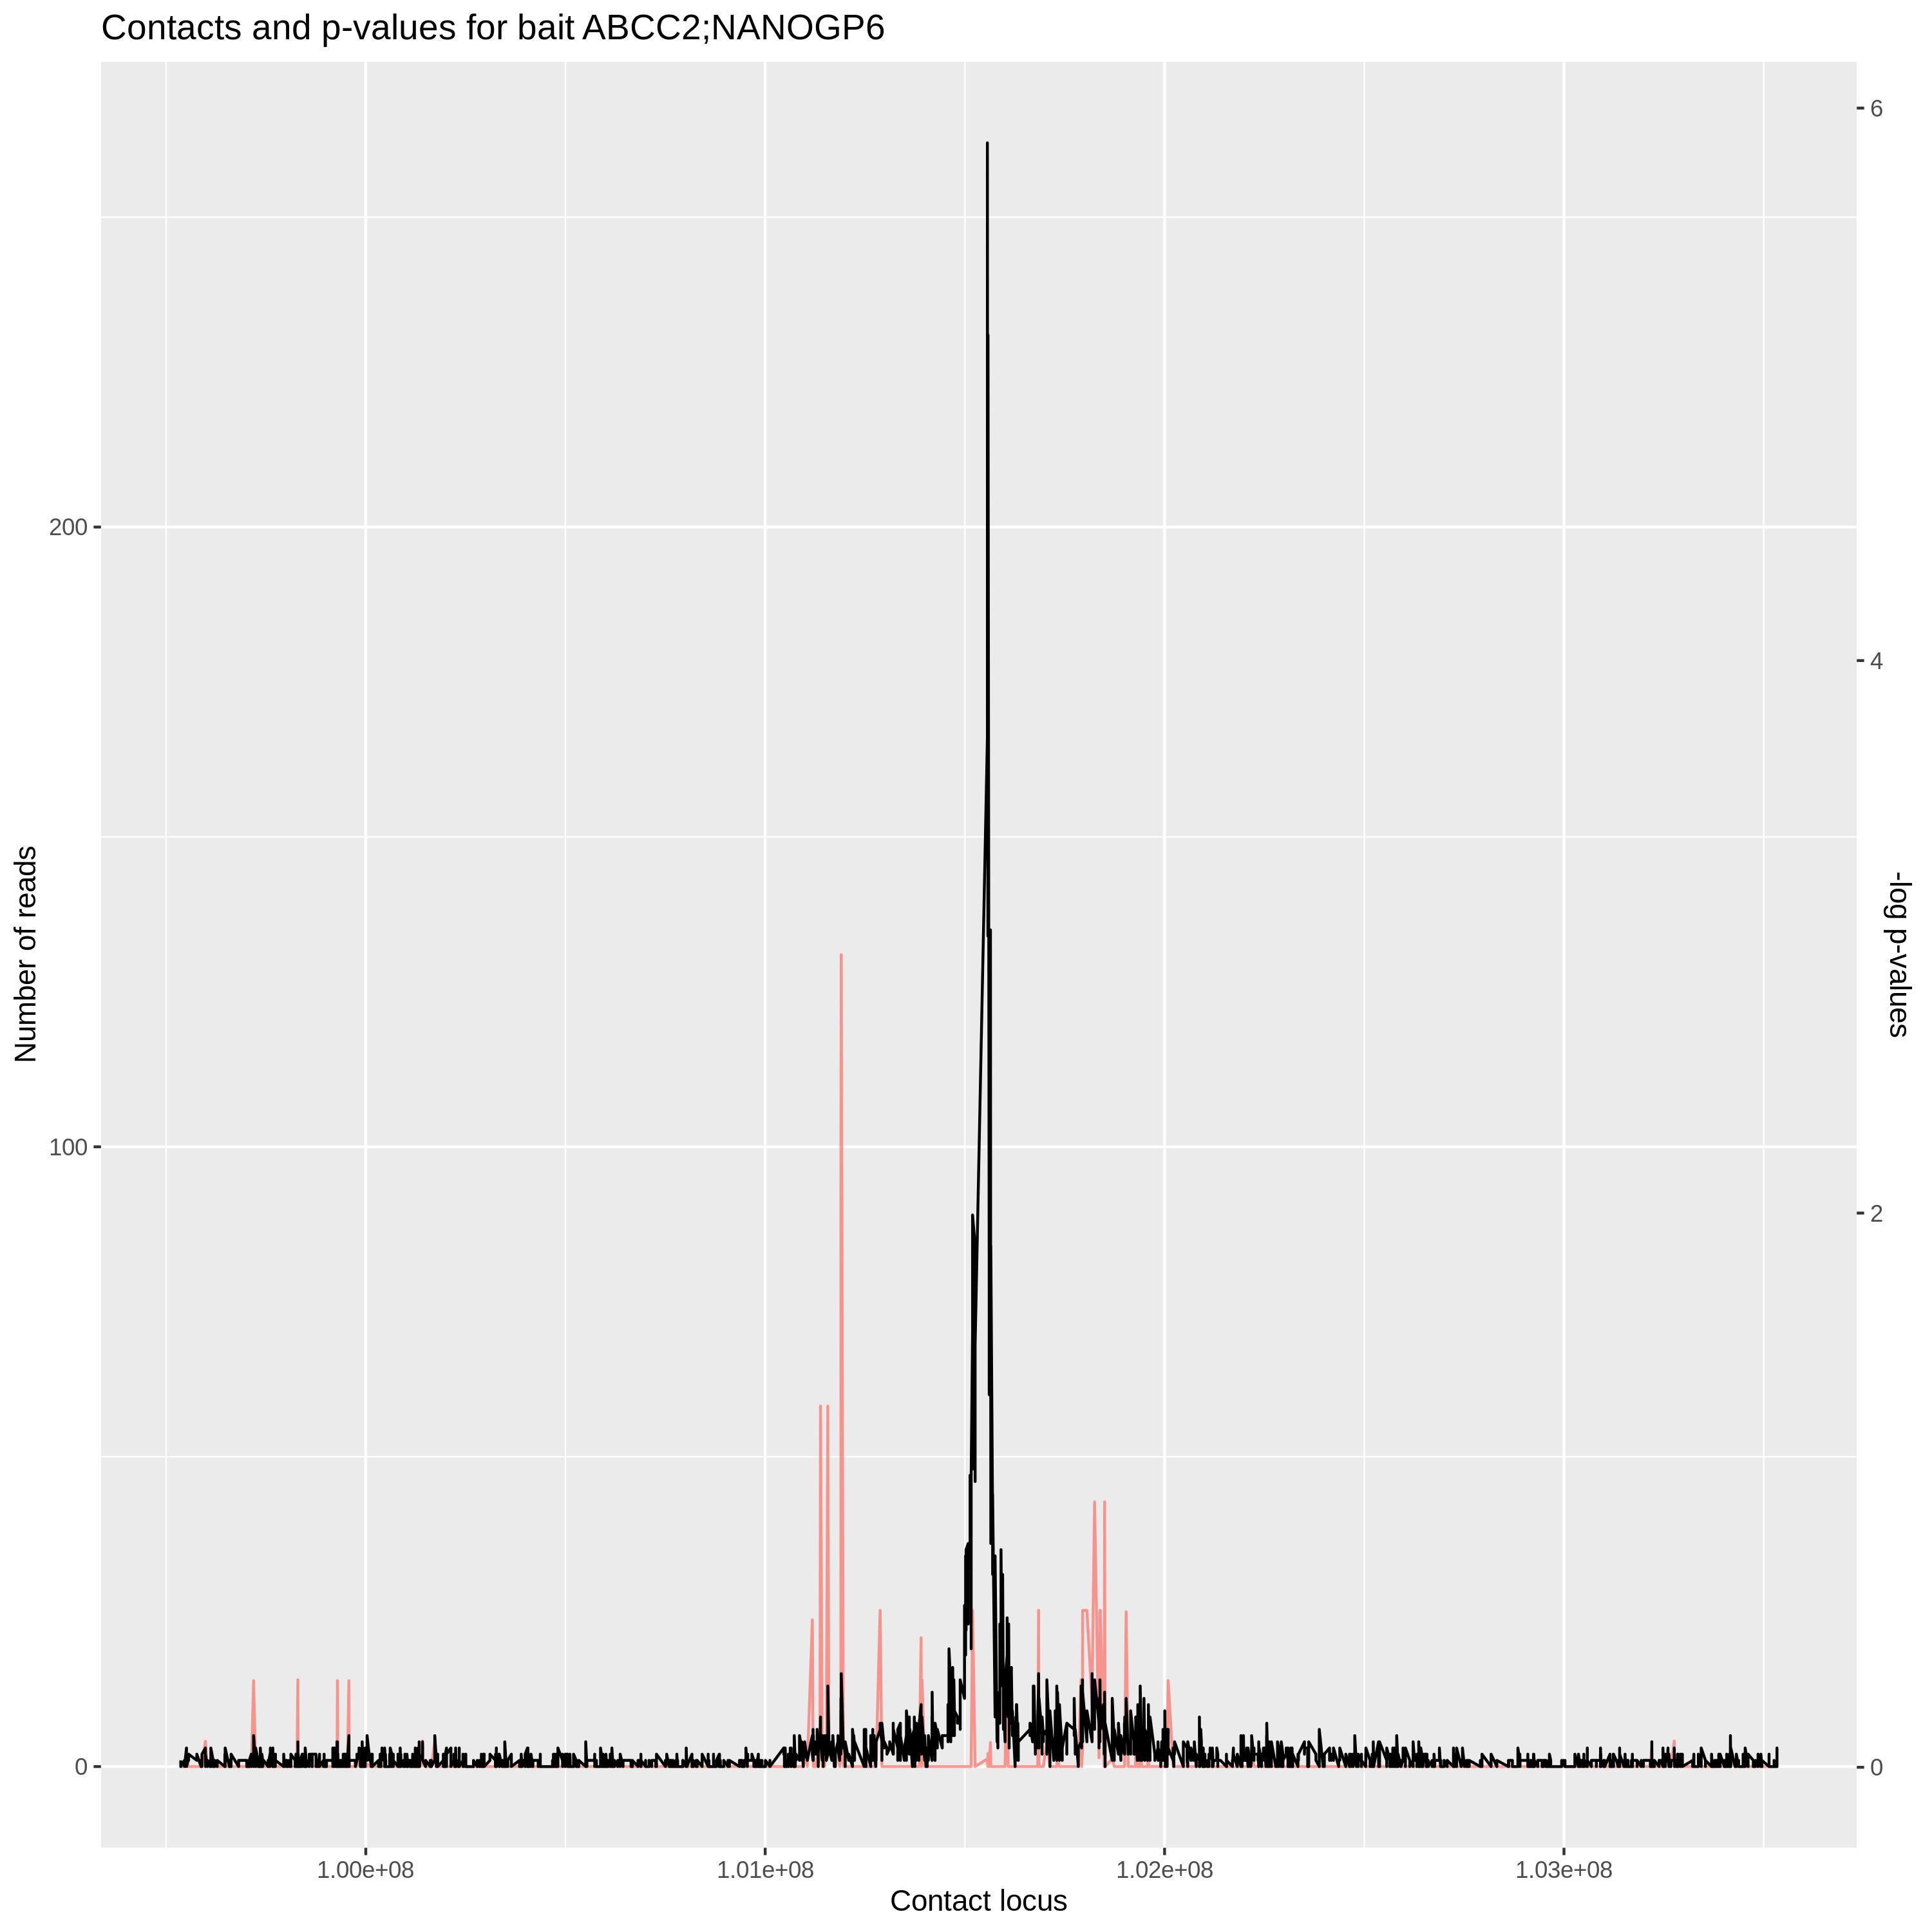 Contacts and p-values for bait ABCC2;NANOGP6
6
200
4
Number of reads
-log p-values
100
2
0
0
1.00e+08
1.01e+08
1.02e+08
1.03e+08
Contact locus